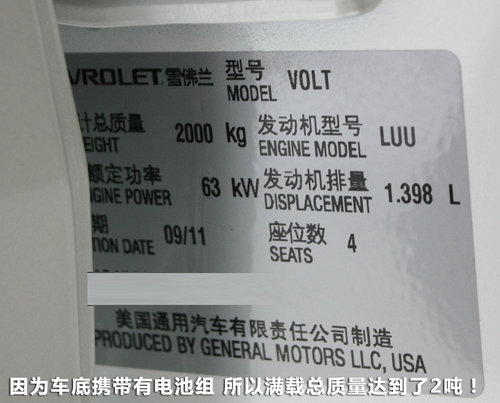 VROLET 雪佛兰 型号 VOLT
MODEL
计总质量 2000 kg 发动机型号 LUU
EIGHT ENGINE MODEL
额定功率 63 kW 发动机排量 1.398 L
NGINE POWER DISPLACEMENT
期 09/11 座位数 4
TION DATE SEATS
美国通用汽车有限责任公司制造
PRODUCED BY GENERAL MOTORS LLC, USA
因为车底携带有电池组 所以满载总质量达到了2吨！